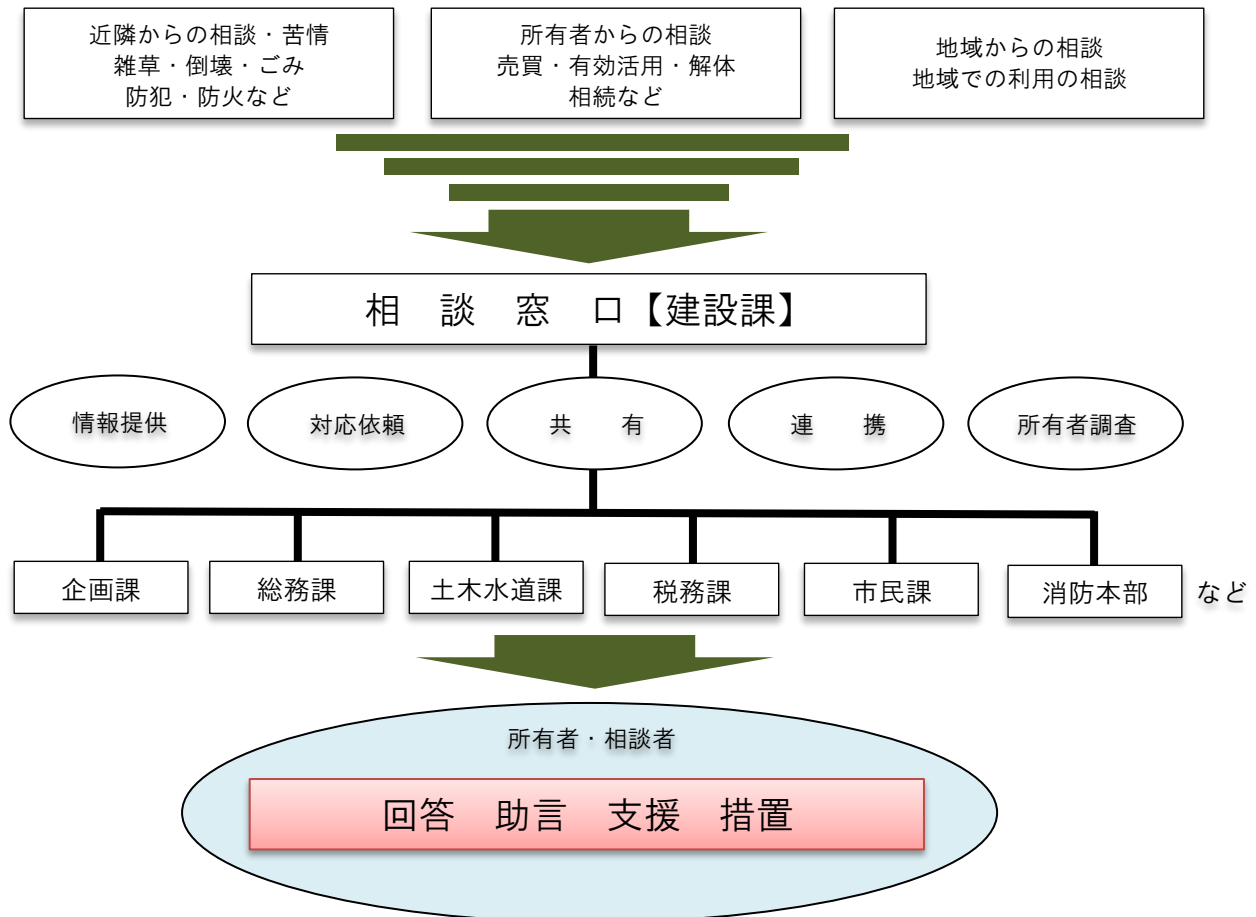 近隣からの相談・苦情
雑草・倒壊・ごみ
防犯・防火など
所有者からの相談
売買・有効活用・解体
相続など
地域からの相談
地域での利用の相談
相　談　窓　口【建設課】
情報提供
対応依頼
共　　有
連　　携
所有者調査
企画課
総務課
土木水道課
税務課
市民課
消防本部
など
所有者・相談者
回答　助言　支援　措置